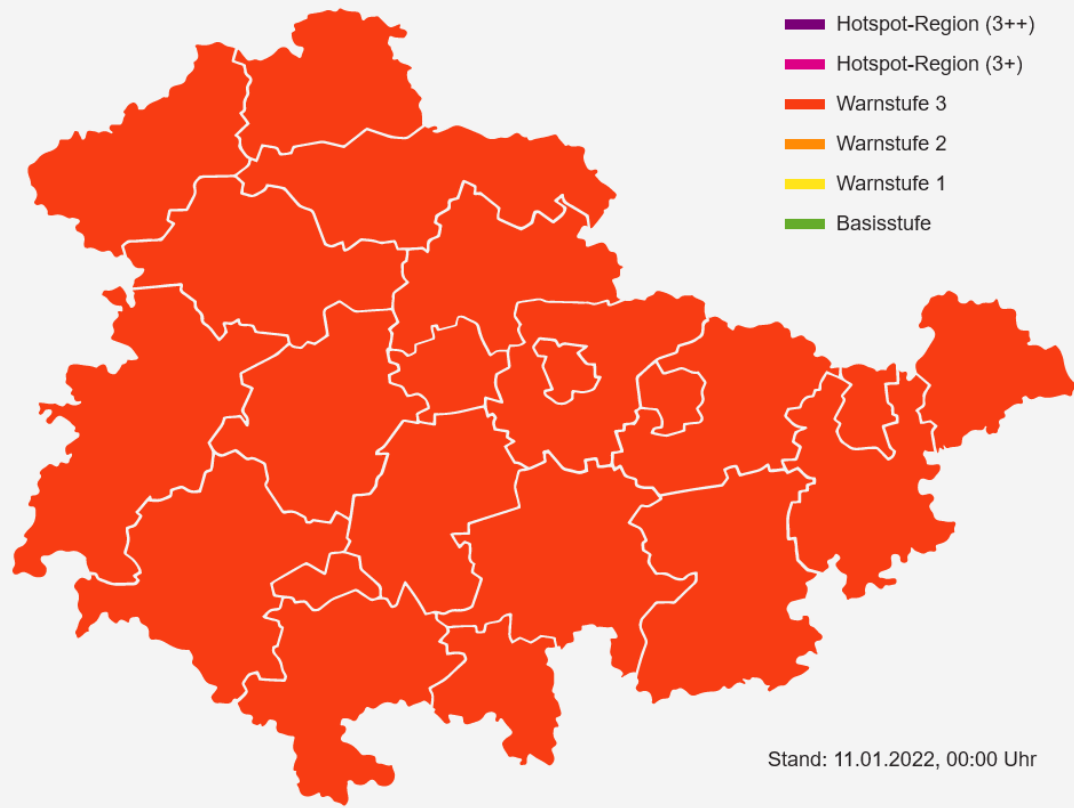 Hotspot-Region (3++)
Hotspot-Region (3+)
Warnstufe 3
Warnstufe 2
Warnstufe 1
Basisstufe
Stand: 11.01.2022, 00:00 Uhr